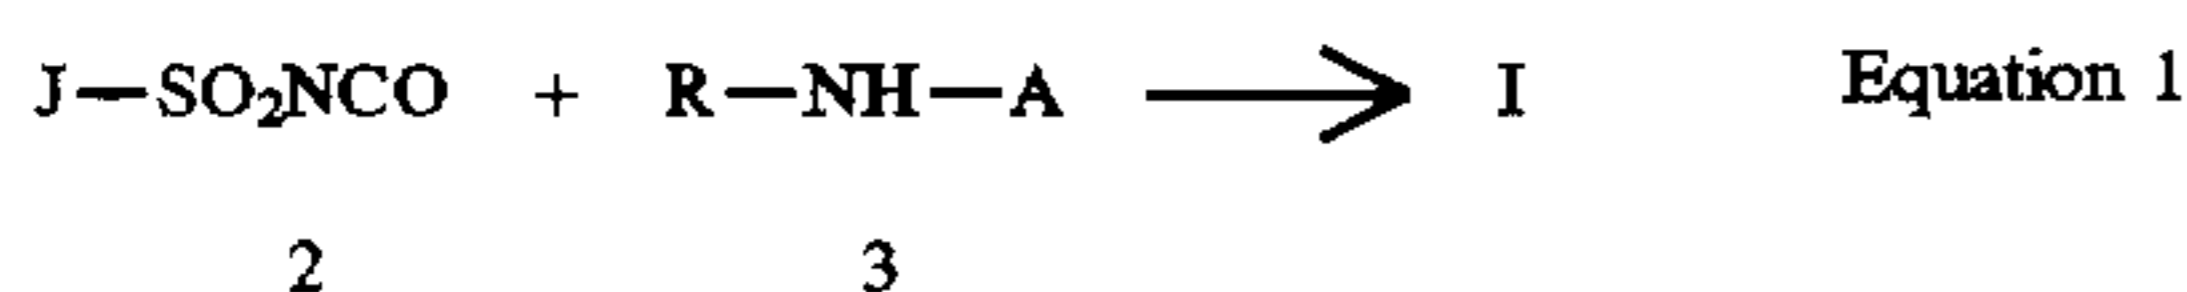 J—SO₂NCO + R—NH—A ⟶ I Equation 1
2 3